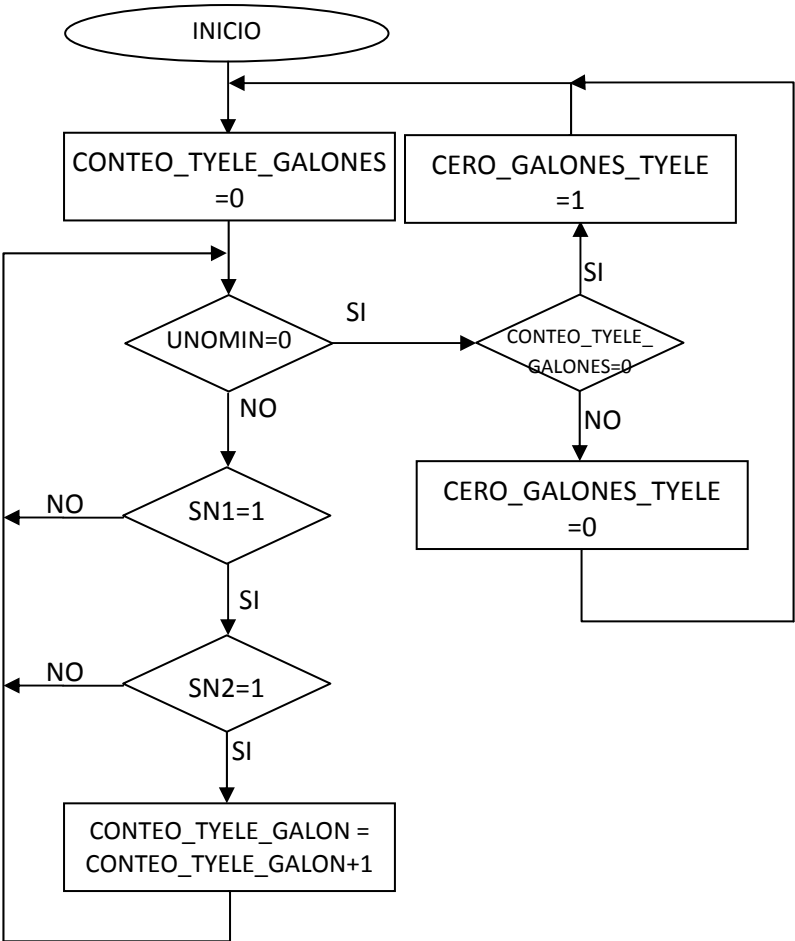 INICIO
CONTEO_TYELE_GALONES
=0
CERO_GALONES_TYELE
=1
SI
UNOMIN=0
SI
CONTEO_TYELE_
GALONES=0
NO
NO
CERO_GALONES_TYELE
=0
NO
SN1=1
SI
NO
SN2=1
SI
CONTEO_TYELE_GALON =
CONTEO_TYELE_GALON+1